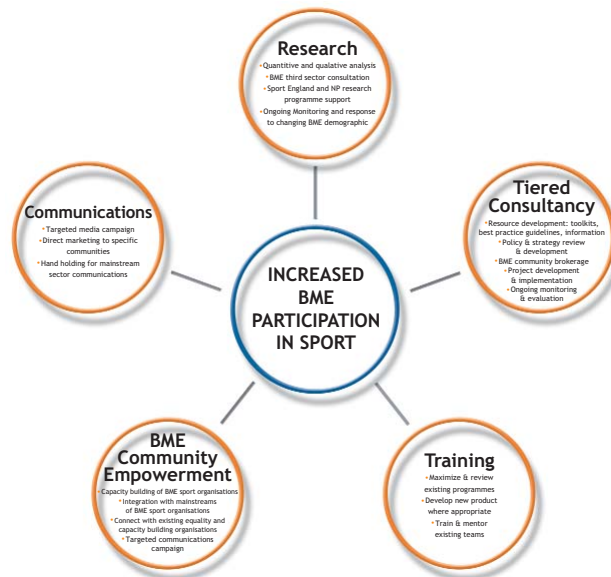 Research
•Quantitive and qualative analysis
•BME third sector consultation
•Sport England and NP research
programme support
•Ongoing Monitoring and response
to changing BME demographic
Communications
•Targeted media campaign
•Direct marketing to specific
communities
•Hand holding for mainstream
sector communications
Tiered
Consultancy
•Resource development: toolkits,
best practice guidelines, information
•Policy & strategy review
& development
•BME community brokerage
•Project development
& implementation
•Ongoing monitoring
& evaluation
INCREASED
BME
PARTICIPATION
IN SPORT
BME
Community
Empowerment
•Capacity building of BME sport organisations
•Integration with mainstreams
of BME sport organisations
•Connect with existing equality and
capacity building organisations
•Targeted communications
campaign
Training
•Maximize & review
existing programmes
•Develop new product
where appropriate
•Train & mentor
existing teams